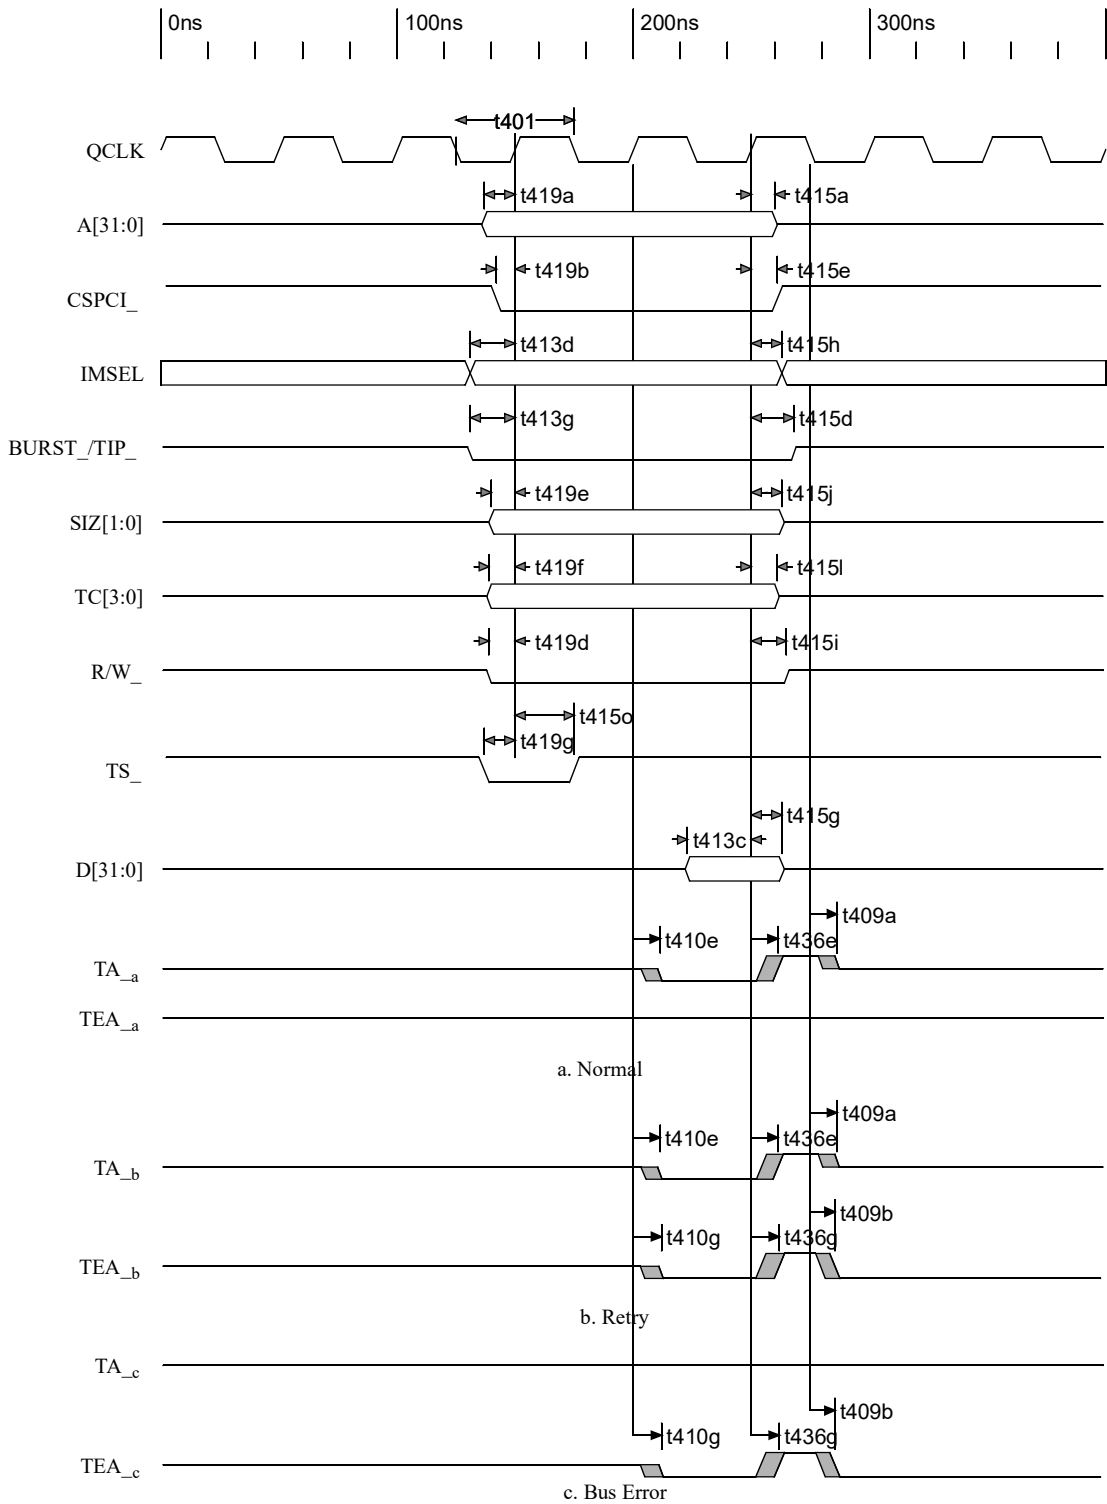 0ns 100ns 200ns 300ns
t401
QCLK
t419a t415a
A[31:0]
t419b t415e
CSPCI_
t413d t415h
IMSEL
t413g t415d
BURST_/TIP_
t419e t415j
SIZ[1:0]
t419f t415l
TC[3:0]
t419d t415i
R/W_
t415o
t419g
TS_
t415g
t413c
D[31:0]
t409a
t410e t436e
TA_a
TEA_a
a. Normal
t409a
t410e t436e
TA_b
t409b
t410g t436g
TEA_b
b. Retry
TA_c
t409b
t410g t436g
TEA_c
c. Bus Error